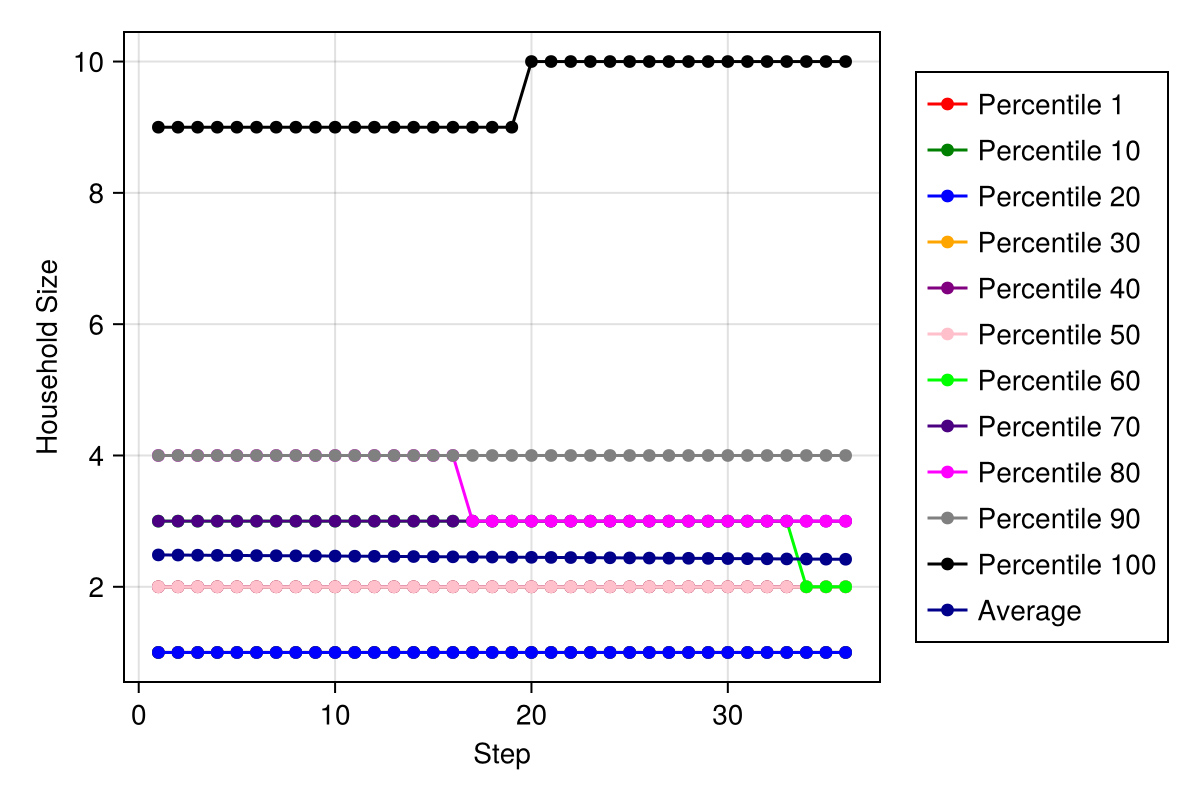 10
8
6
4
2
Household Size
0
10
20
30
Step
Percentile 1
Percentile 10
Percentile 20
Percentile 30
Percentile 40
Percentile 50
Percentile 60
Percentile 70
Percentile 80
Percentile 90
Percentile 100
Average